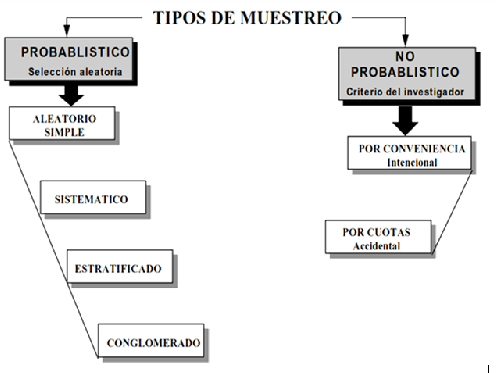 TIPOS DE MUESTREO
PROBABLISTICO
Selección aleatoria
ALEATORIO
SIMPLE
SISTEMATICO
ESTRATIFICADO
CONGLOMERADO
NO
PROBABLISTICO
Criterio del investigador
POR CONVENIENCIA
Intencional
POR CUOTAS
Accidental